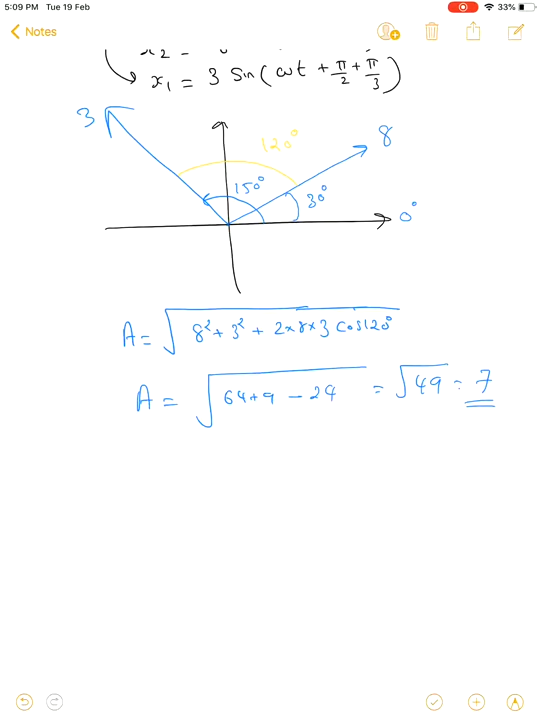 5:09 PM Tue 19 Feb 33%
Notes
x₂ =
x₁ = 3 Sin(ωt + π/2 + π/3)
3
120°
8
150°
30°
0°
A = √(8² + 3² + 2×8×3 Cos120°)
A = √(64+9 − 24) = √49 = 7